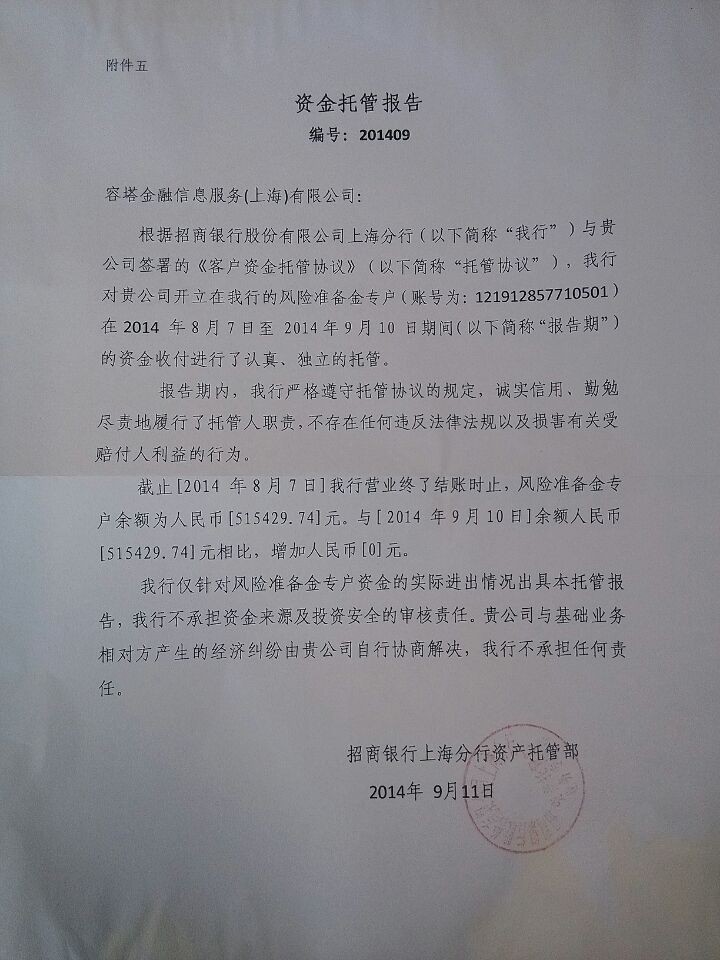 附件五
资金托管报告
编号：201409
容塔金融信息服务(上海)有限公司：
根据招商银行股份有限公司上海分行（以下简称“我行”）与贵
公司签署的《客户资金托管协议》（以下简称“托管协议”），我行
对贵公司开立在我行的风险准备金专户（账号为：121912857710501）
在 2014 年 8 月 7 日至 2014 年 9 月 10 日期间(以下简称“报告期”)
的资金收付进行了认真、独立的托管。
报告期内，我行严格遵守托管协议的规定，诚实信用、勤勉
尽责地履行了托管人职责，不存在任何违反法律法规以及损害有关受
赔付人利益的行为。
截止[2014 年 8 月 7 日]我行营业终了结账时止，风险准备金专
户余额为人民币[515429.74]元。与[2014 年 9 月 10 日]余额人民币
[515429.74]元相比，增加人民币[0]元。
我行仅针对风险准备金专户资金的实际进出情况出具本托管报
告，我行不承担资金来源及投资安全的审核责任。贵公司与基础业务
相对方产生的经济纠纷由贵公司自行协商解决，我行不承担任何责
任。
招商银行上海分行资产托管部
2014年 9月11日